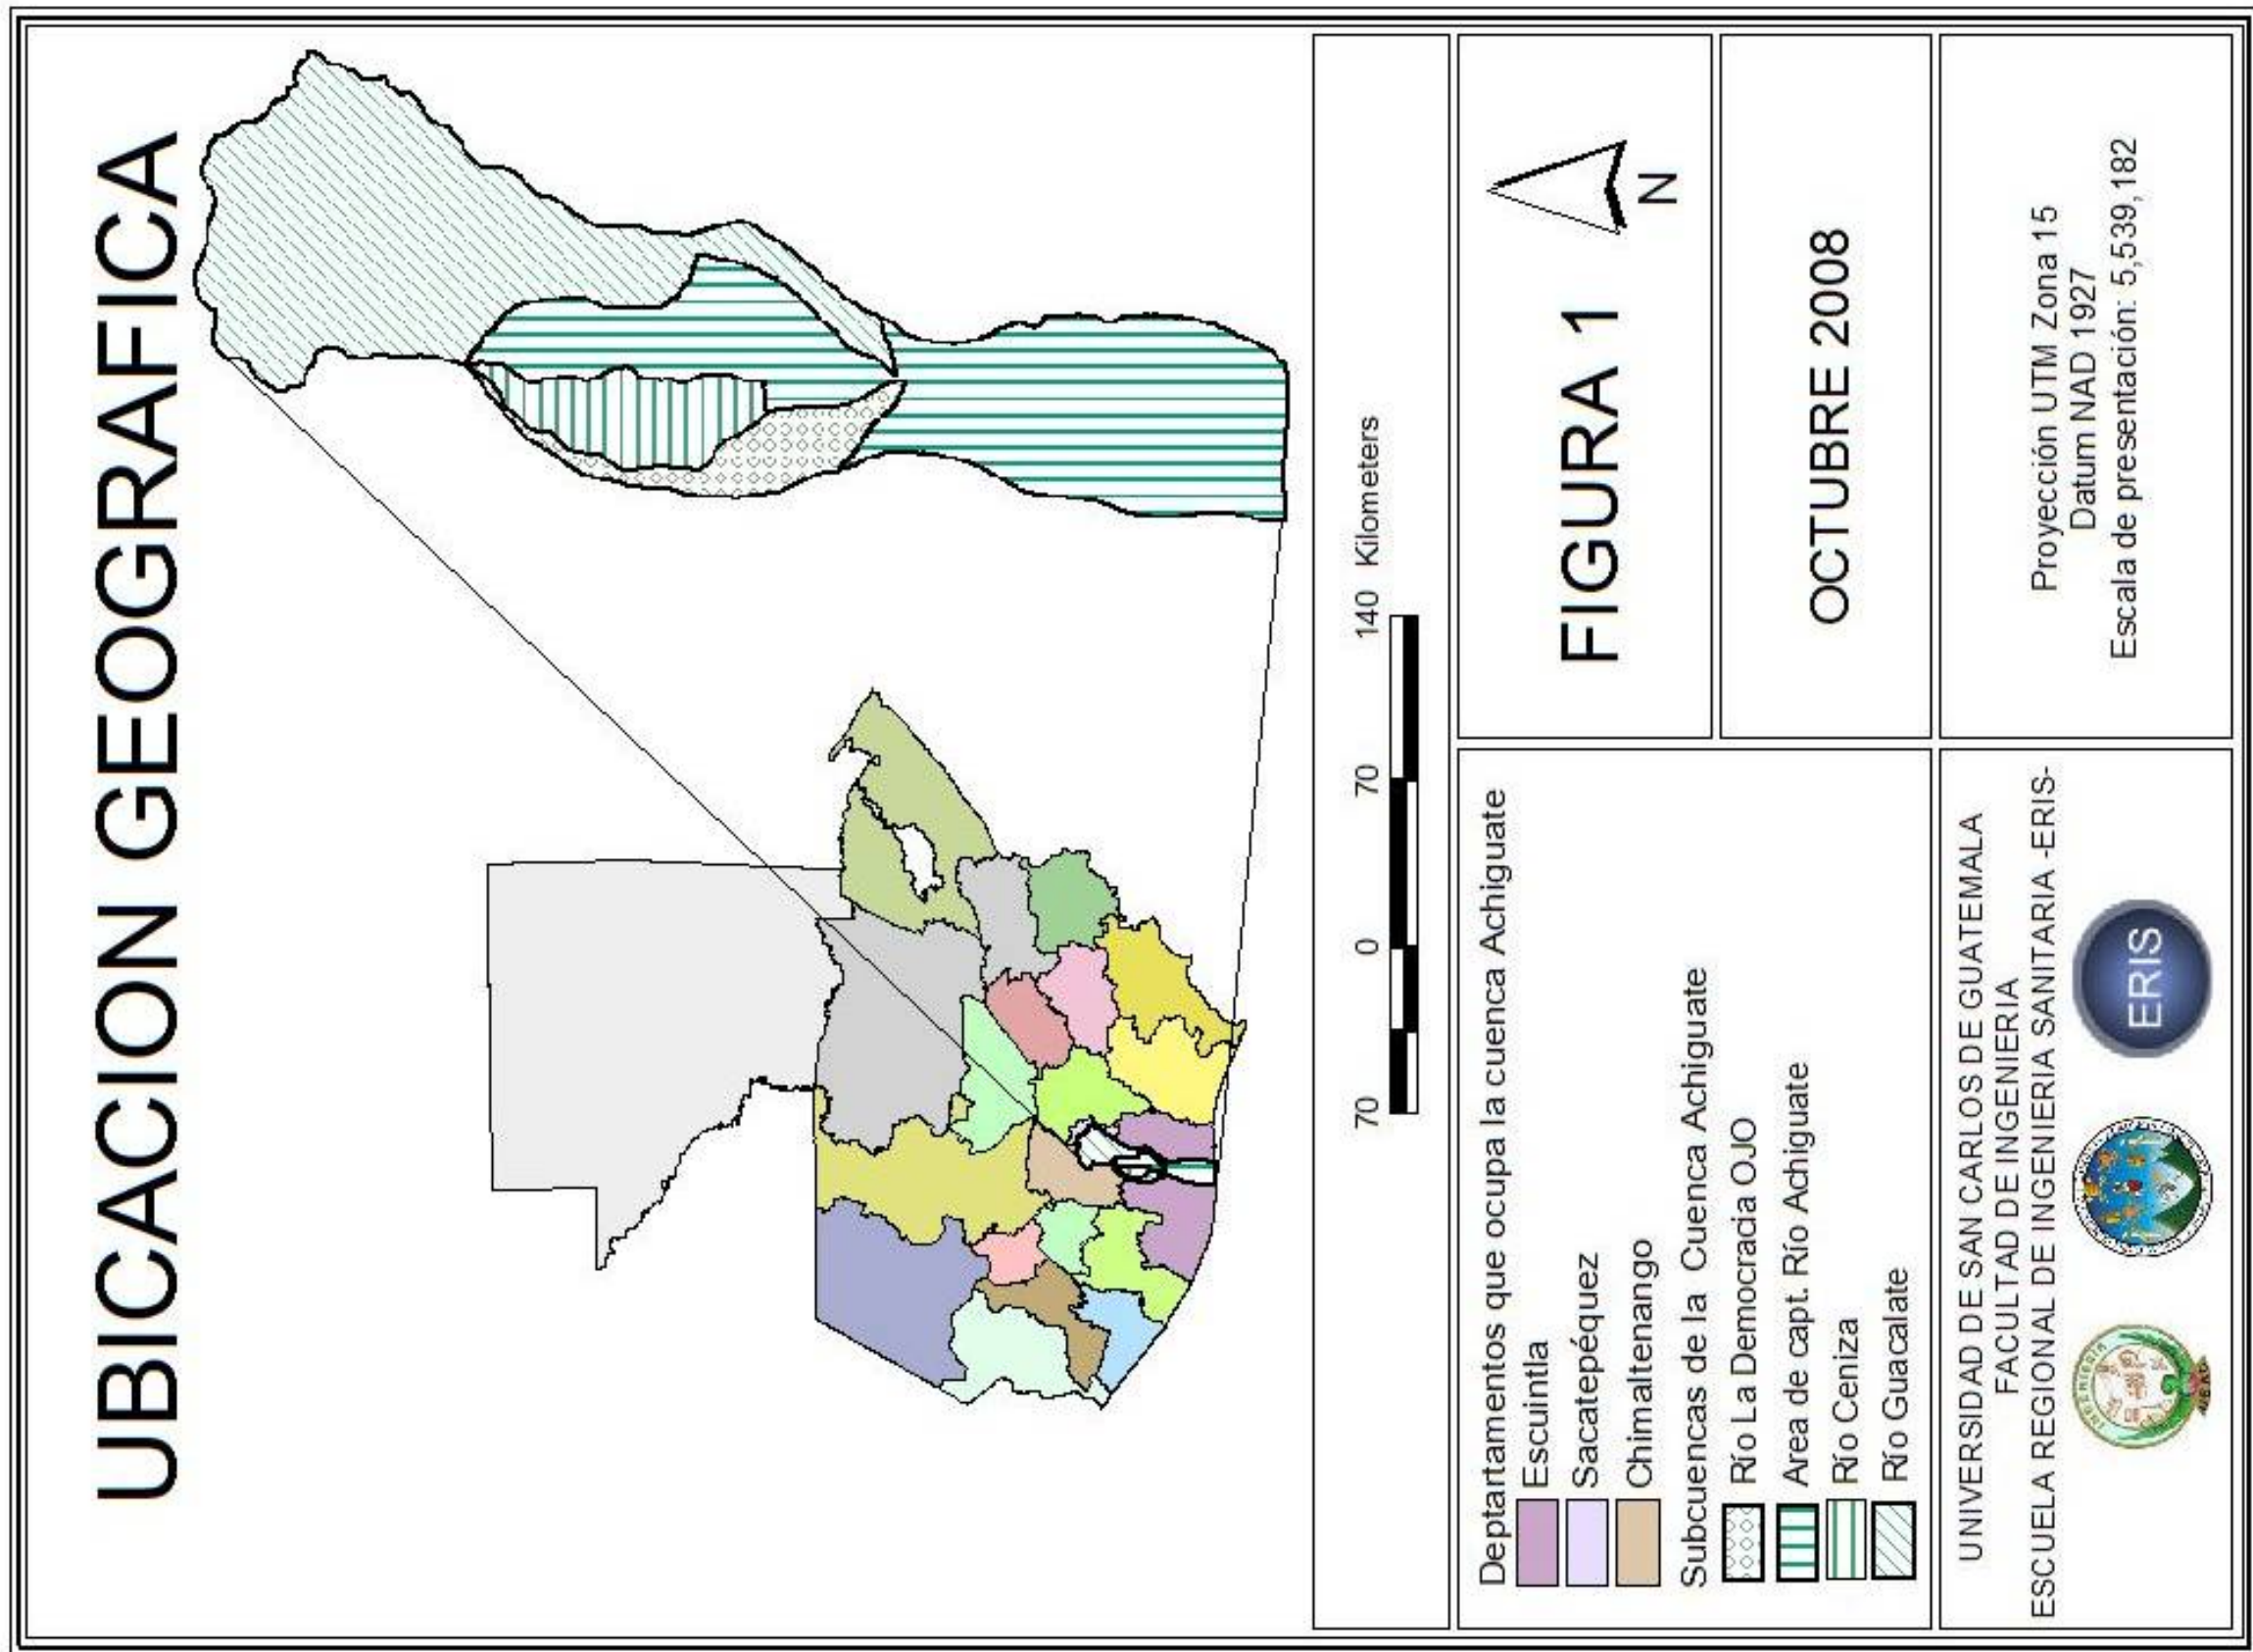 UBICACION GEOGRAFICA
70 0 70 140 Kilometers
Deptartamentos que ocupa la cuenca Achiguate
Escuintla
Sacatepéquez
Chimaltenango
Subcuencas de la Cuenca Achiguate
Río La Democracia OJO
Area de capt. Río Achiguate
Río Ceniza
Río Guacalate
FIGURA 1
N
OCTUBRE 2008
UNIVERSIDAD DE SAN CARLOS DE GUATEMALA
FACULTAD DE INGENIERIA
ESCUELA REGIONAL DE INGENIERIA SANITARIA -ERIS-
ERIS
Proyección UTM Zona 15
Datum NAD 1927
Escala de presentación: 5,539,182